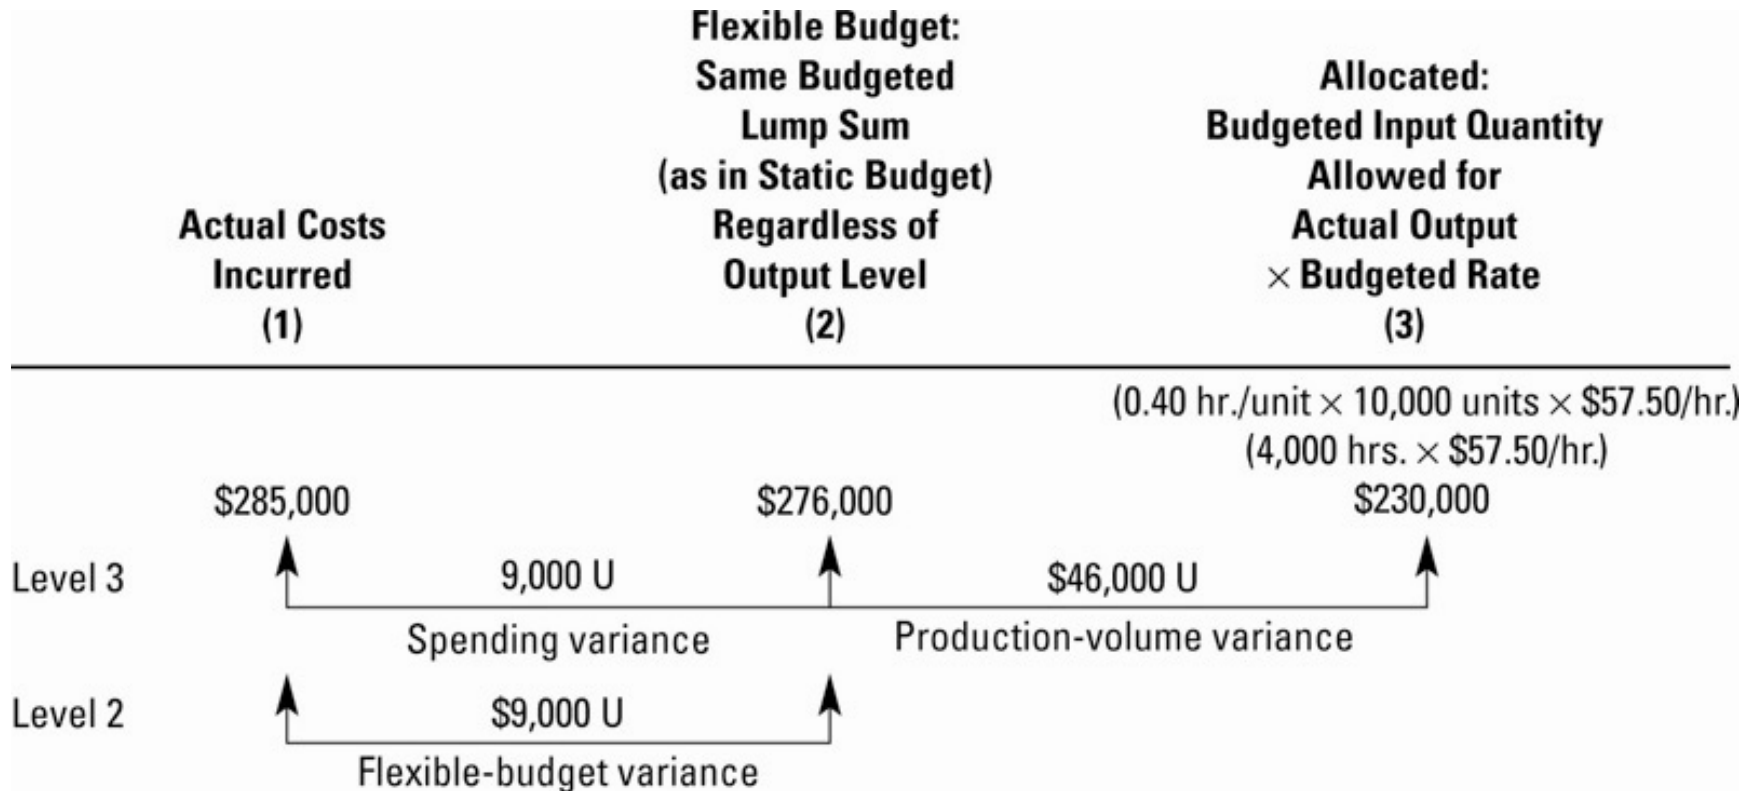 Flexible Budget:
Same Budgeted
Lump Sum
(as in Static Budget)
Regardless of
Output Level
(2)
Allocated:
Budgeted Input Quantity
Allowed for
Actual Output
× Budgeted Rate
(3)
Actual Costs
Incurred
(1)
(0.40 hr./unit × 10,000 units × $57.50/hr.)
(4,000 hrs. × $57.50/hr.)
$285,000
$276,000
$230,000
Level 3
9,000 U
$46,000 U
Spending variance
Production-volume variance
Level 2
$9,000 U
Flexible-budget variance